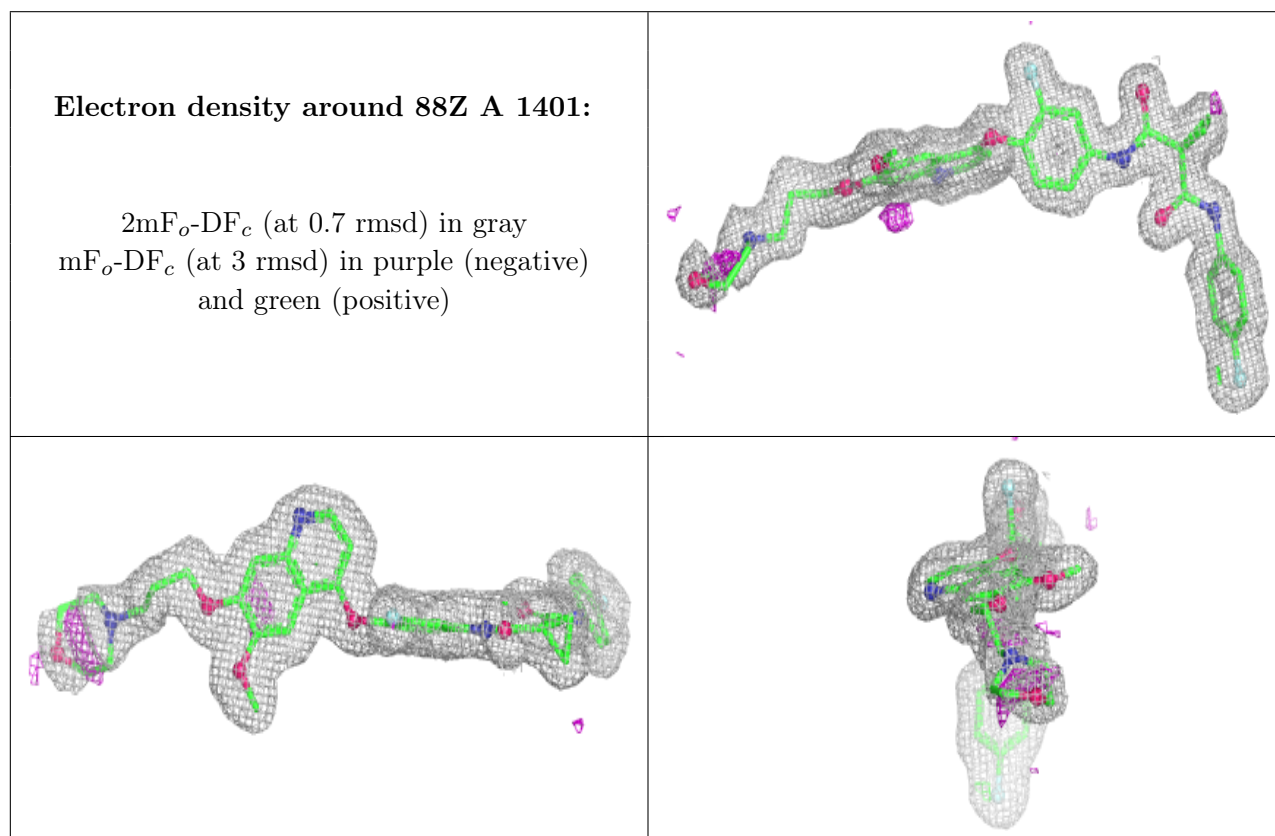 Electron density around 88Z A 1401:
2mFo-DFc (at 0.7 rmsd) in gray
mFo-DFc (at 3 rmsd) in purple (negative)
and green (positive)